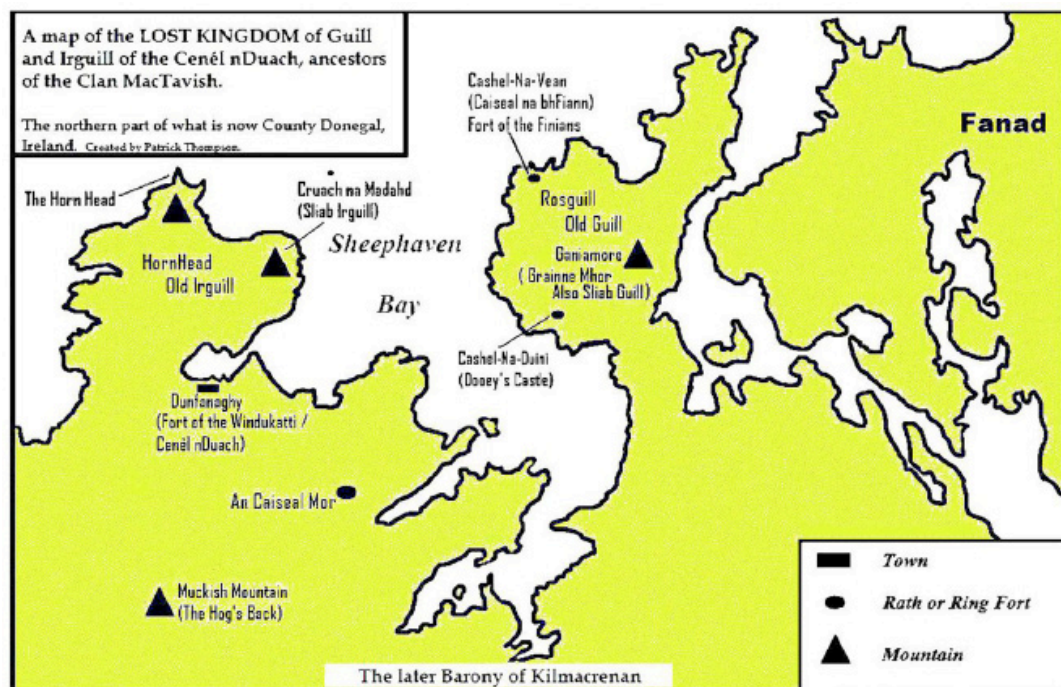 A map of the LOST KINGDOM of Guill
and Irguill of the Cenél nDuach, ancestors
of the Clan MacTavish.
The northern part of what is now County Donegal,
Ireland. Created by Patrick Thompson.
Cashel-Na-Vean
(Caiseal na bhFiann)
Fort of the Finians
Fanad
The Horn Head
Cruach na Madahd
(Sliab Irguill)
Sheephaven
Bay
Rosguill
Old Guill
HornHead
Old Irguill
Ganiamore
( Grainne Mhor
Also Sliab Guill)
Cashel-Na-Duini
(Dooey's Castle)
Dunfanaghy
(Fort of the Windukatti /
Cenél nDuach)
An Caiseal Mor
Muckish Mountain
(The Hog's Back)
Town
Rath or Ring Fort
Mountain
The later Barony of Kilmacrenan